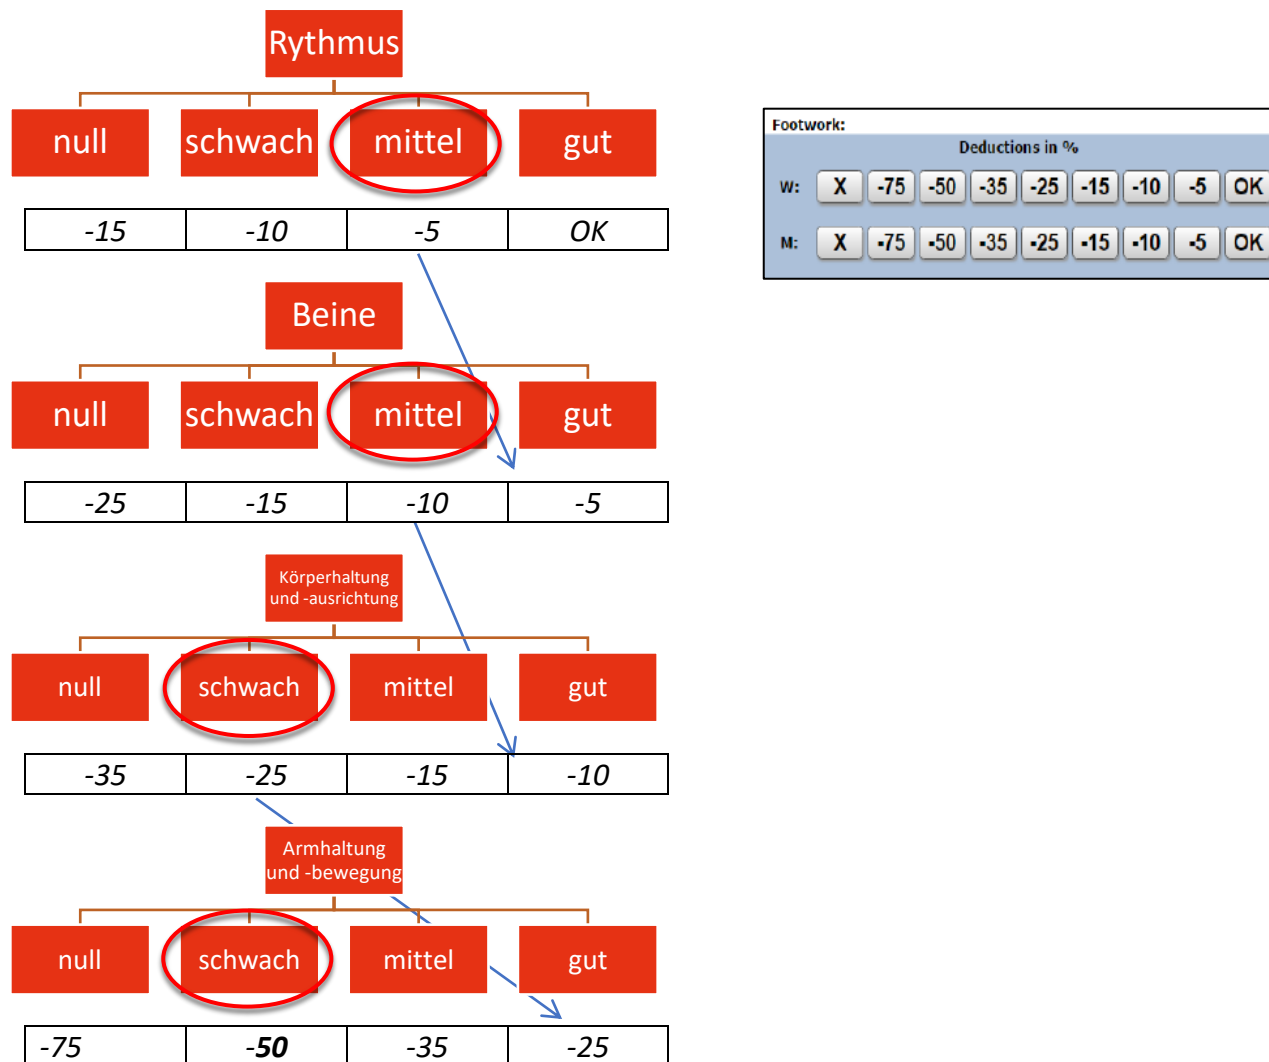 Rythmus
null schwach mittel gut
-15 -10 -5 OK
Beine
null schwach mittel gut
-25 -15 -10 -5
Körperhaltung
und -ausrichtung
null schwach mittel gut
-35 -25 -15 -10
Armhaltung
und -bewegung
null schwach mittel gut
-75 -50 -35 -25
Footwork:
Deductions in %
W: X -75 -50 -35 -25 -15 -10 -5 OK
M: X -75 -50 -35 -25 -15 -10 -5 OK